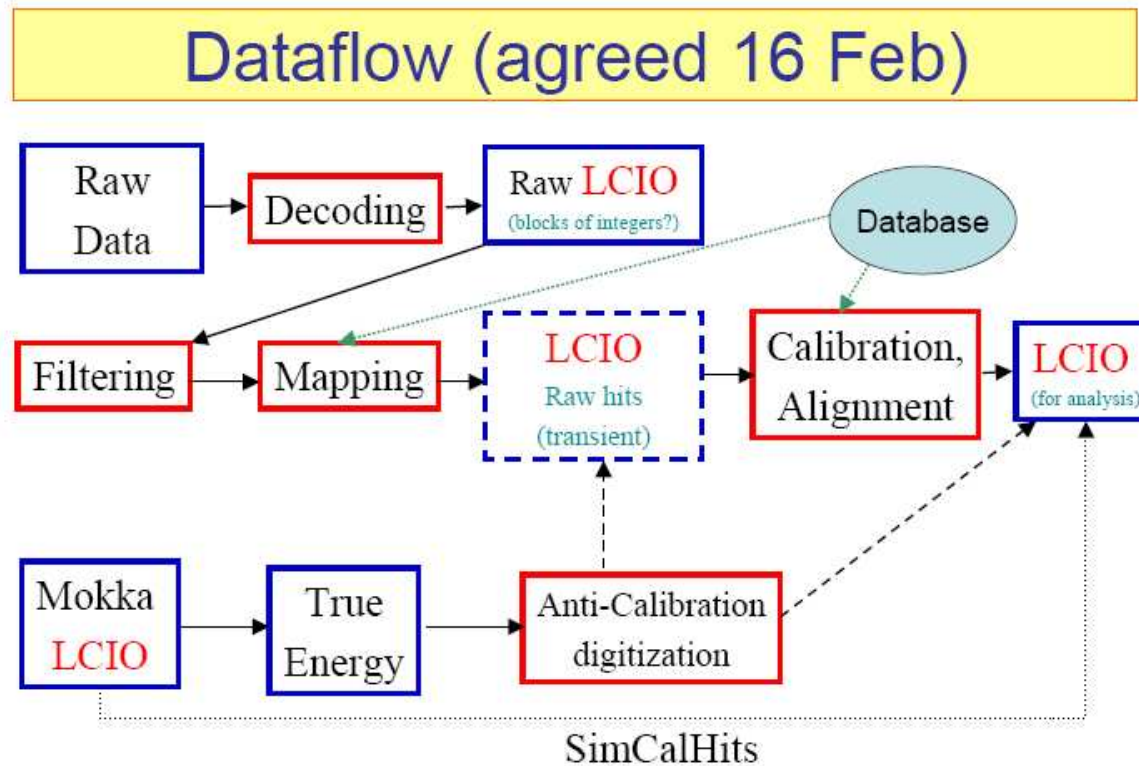 Dataflow (agreed 16 Feb)
Raw
Data
Decoding
Raw LCIO
(blocks of integers?)
Database
Filtering
Mapping
LCIO
Raw hits
(transient)
Calibration,
Alignment
LCIO
(for analysis)
Mokka
LCIO
True
Energy
Anti-Calibration
digitization
SimCalHits